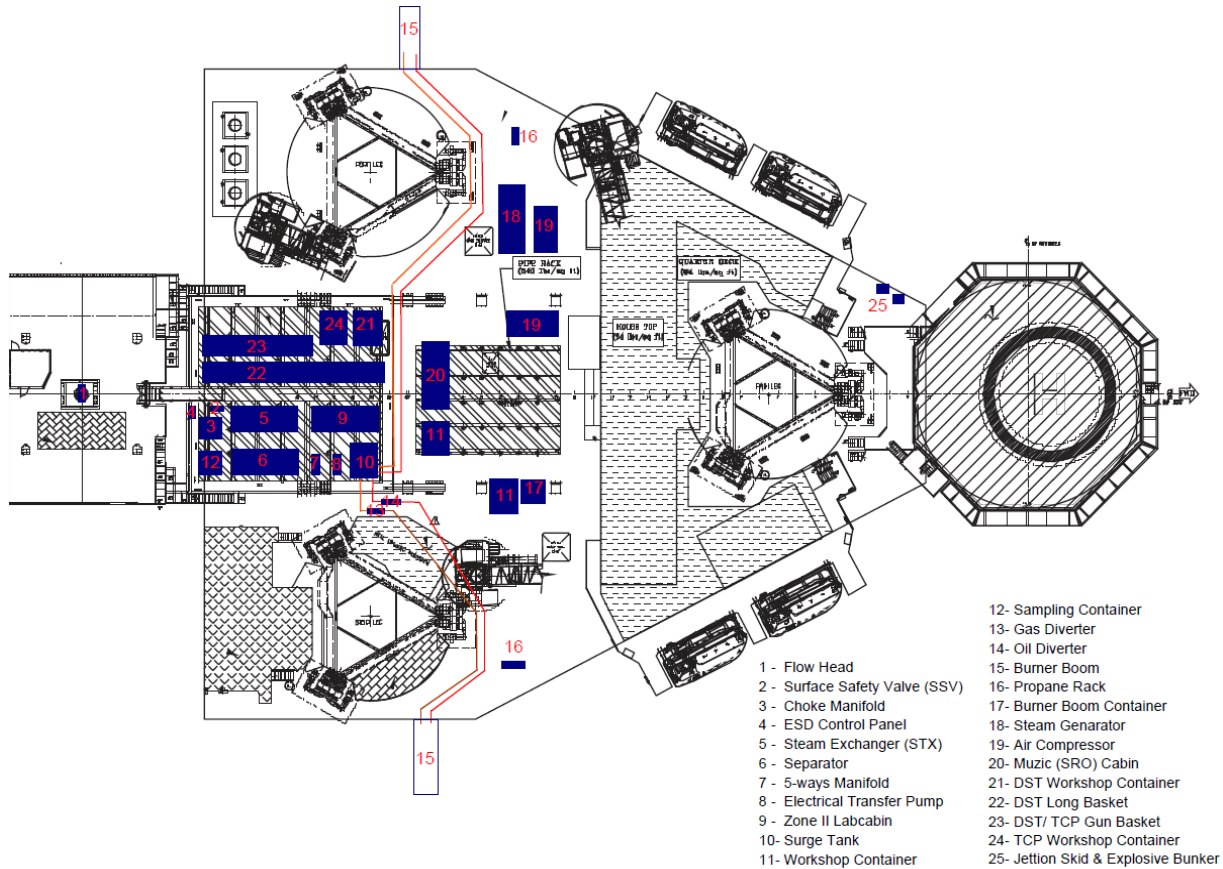 15
16
18
19
PORT LEG
PIPE RACK
25
24
21
19
23
20
22
1
4
2
3
5
9
11
12
6
7
8
10
11
17
14
13
16
15
H
1 - Flow Head
2 - Surface Safety Valve (SSV)
3 - Choke Manifold
4 - ESD Control Panel
5 - Steam Exchanger (STX)
6 - Separator
7 - 5-ways Manifold
8 - Electrical Transfer Pump
9 - Zone II Labcabin
10- Surge Tank
11- Workshop Container
12- Sampling Container
13- Gas Diverter
14- Oil Diverter
15- Burner Boom
16- Propane Rack
17- Burner Boom Container
18- Steam Genarator
19- Air Compressor
20- Muzic (SRO) Cabin
21- DST Workshop Container
22- DST Long Basket
23- DST/ TCP Gun Basket
24- TCP Workshop Container
25- Jettion Skid & Explosive Bunker